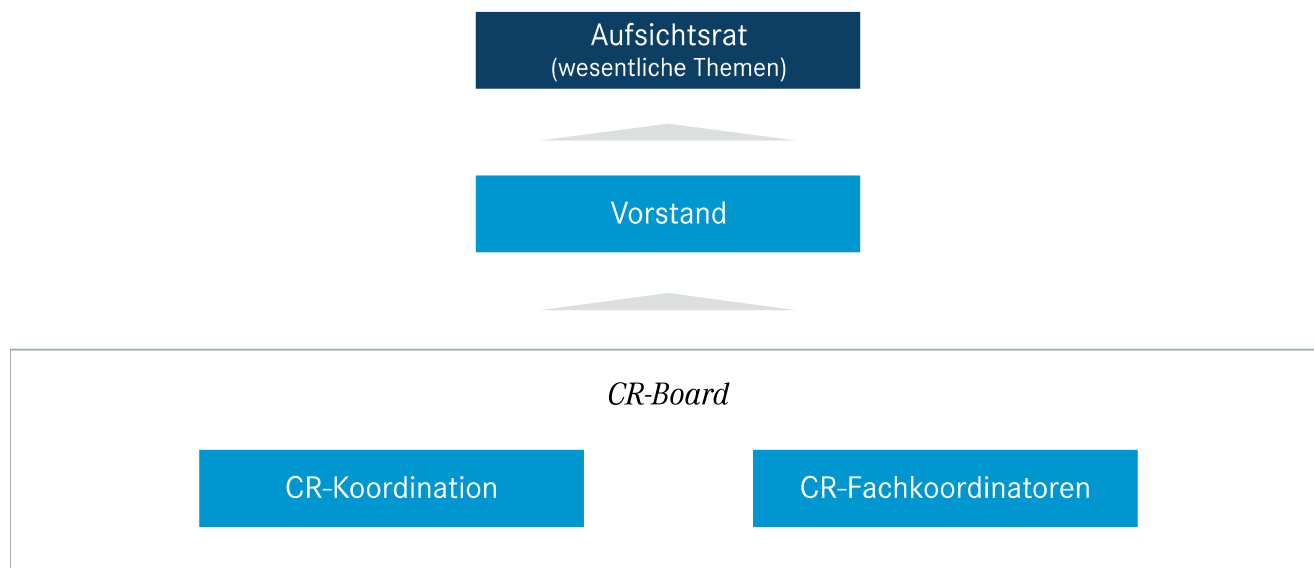 Aufsichtsrat
(wesentliche Themen)
Vorstand
CR-Board
CR-Koordination
CR-Fachkoordinatoren